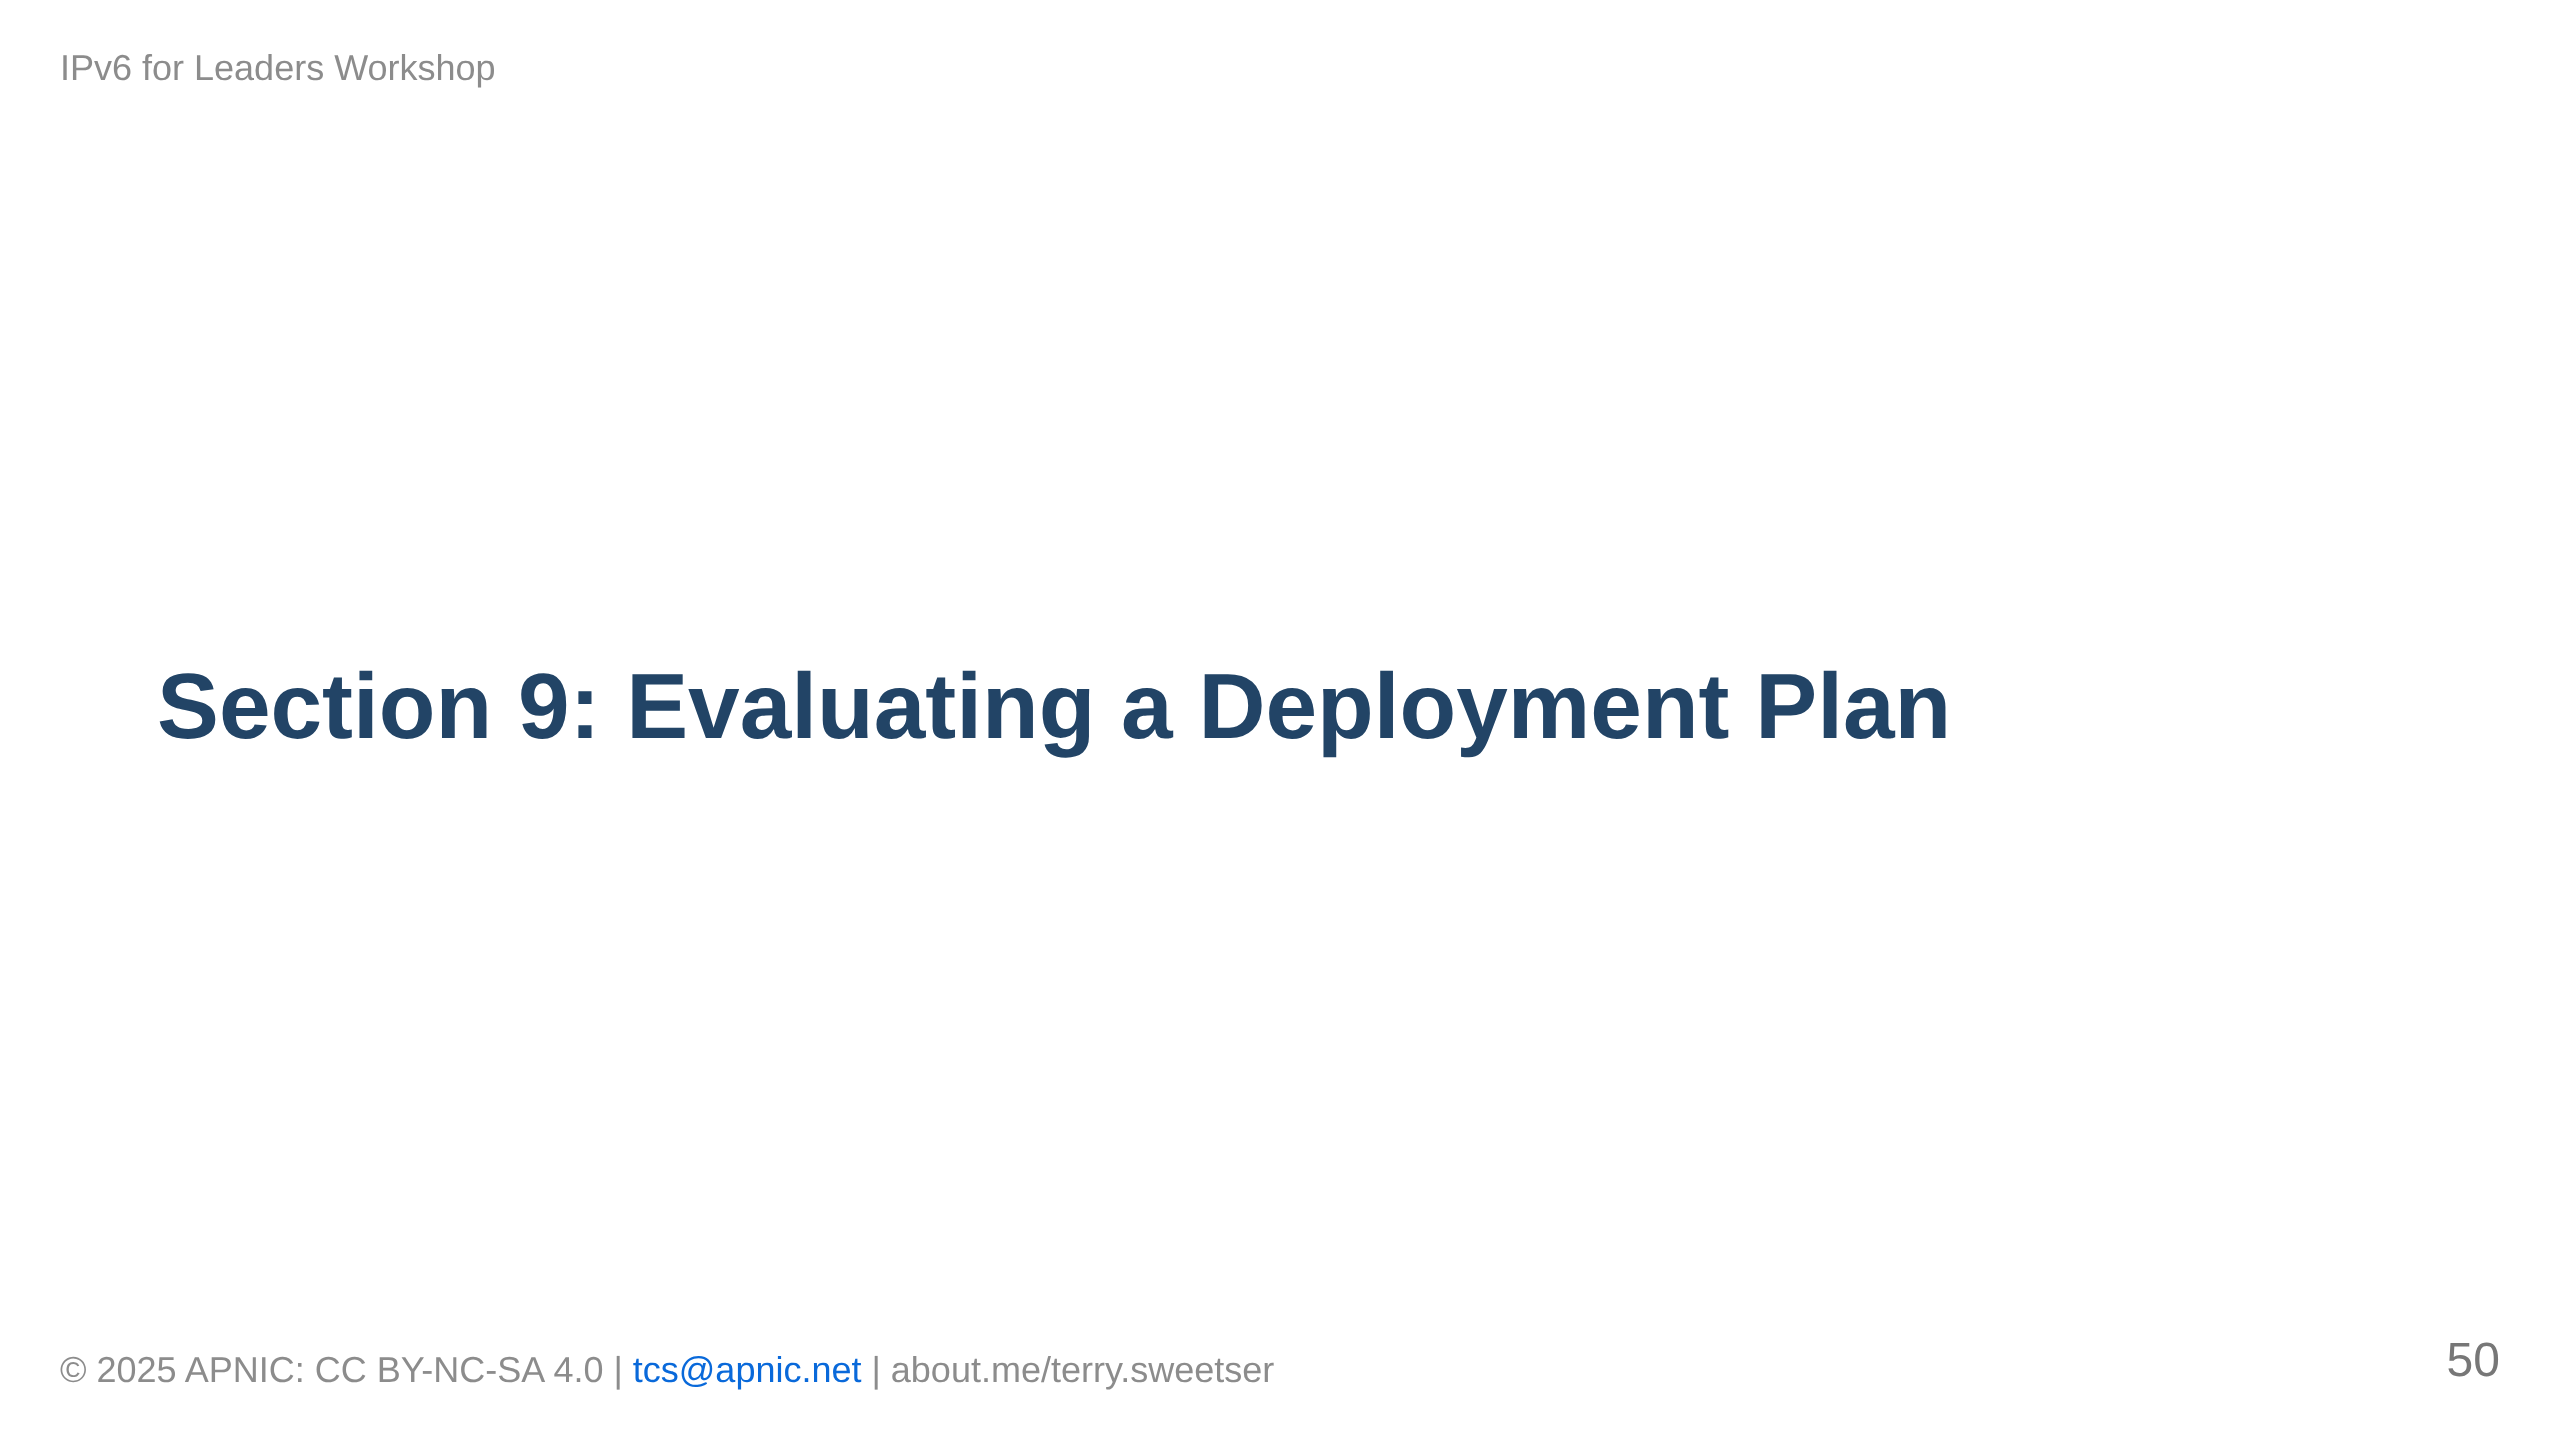 IPv6 for Leaders Workshop
Section 9: Evaluating a Deployment Plan
© 2025 APNIC: CC BY-NC-SA 4.0 | tcs@apnic.net | about.me/terry.sweetser
50